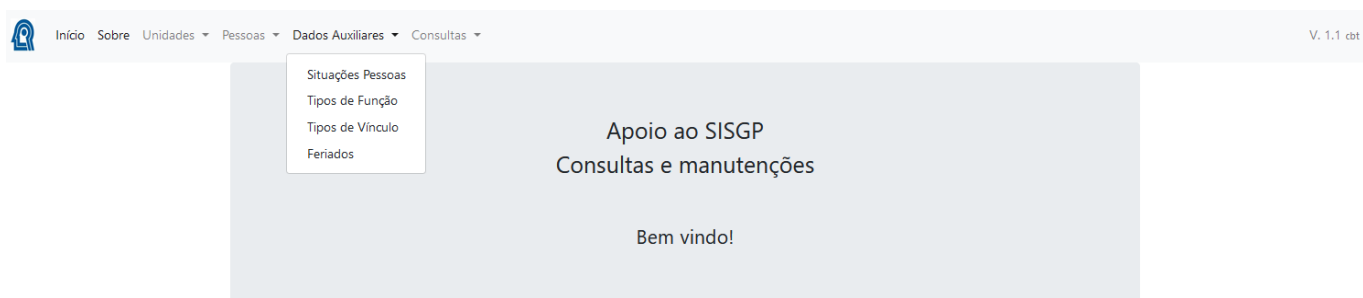 Início Sobre Unidades Pessoas Dados Auxiliares Consultas V. 1.1 cbt
Situações Pessoas
Tipos de Função
Tipos de Vínculo
Feriados
Apoio ao SISGP
Consultas e manutenções
Bem vindo!